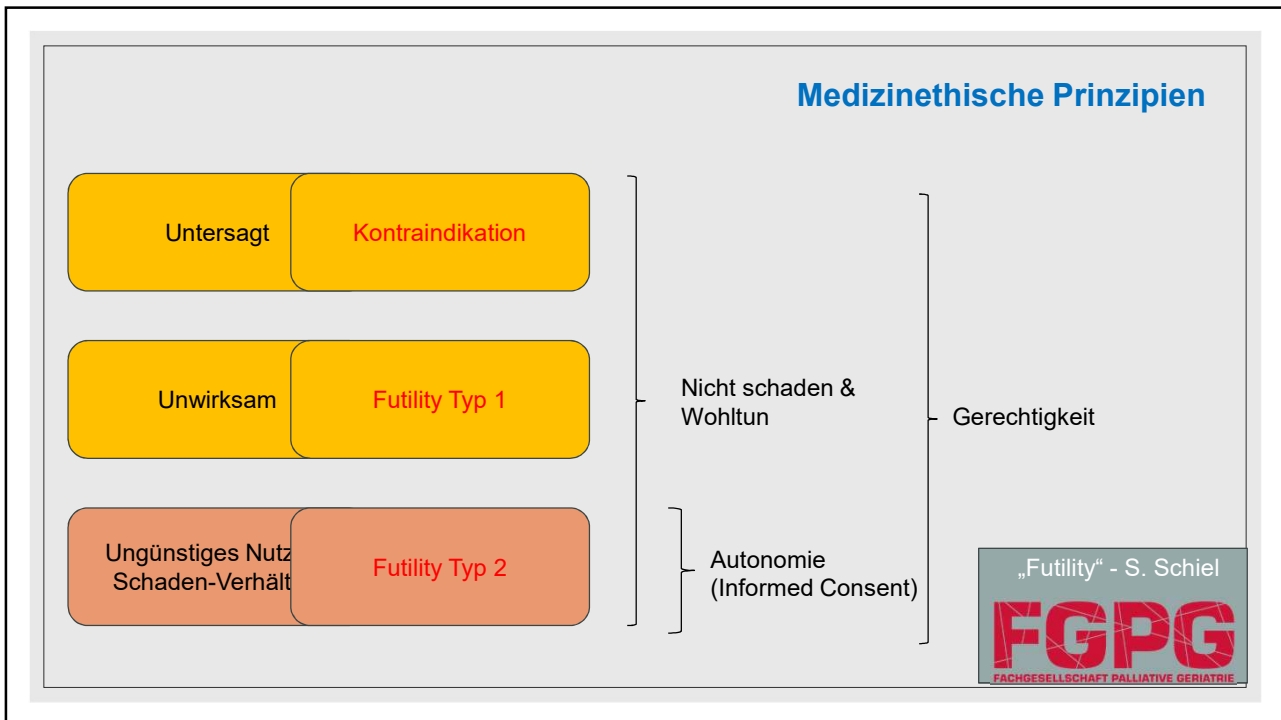 Medizinethische Prinzipien
Untersagt
Kontraindikation
Unwirksam
Futility Typ 1
Nicht schaden &
Wohltun
Gerechtigkeit
Ungünstiges Nutz
Schaden-Verhält
Futility Typ 2
Autonomie
(Informed Consent)
„Futility“ - S. Schiel
FGPG
FACHGESELLSCHAFT PALLIATIVE GERIATRIE